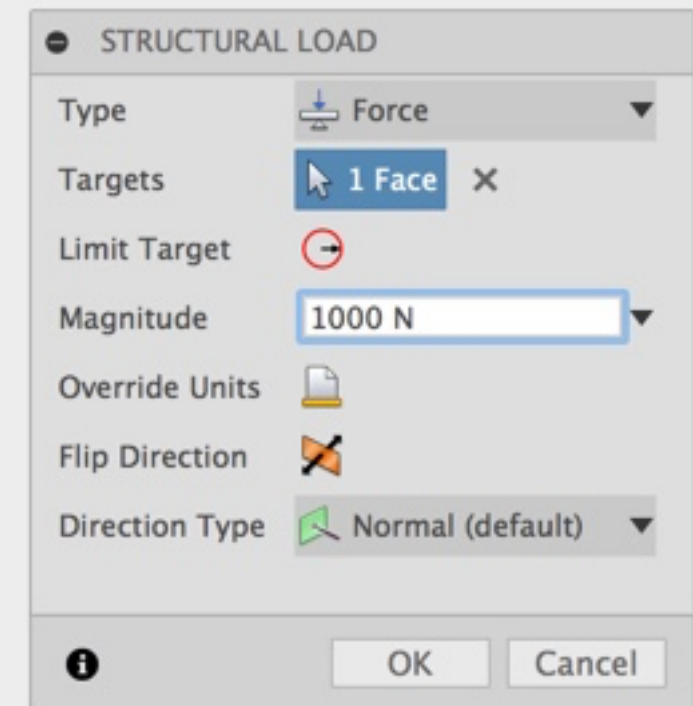 STRUCTURAL LOAD
Type Force
Targets 1 Face
Limit Target
Magnitude 1000 N
Override Units
Flip Direction
Direction Type Normal (default)
OK Cancel